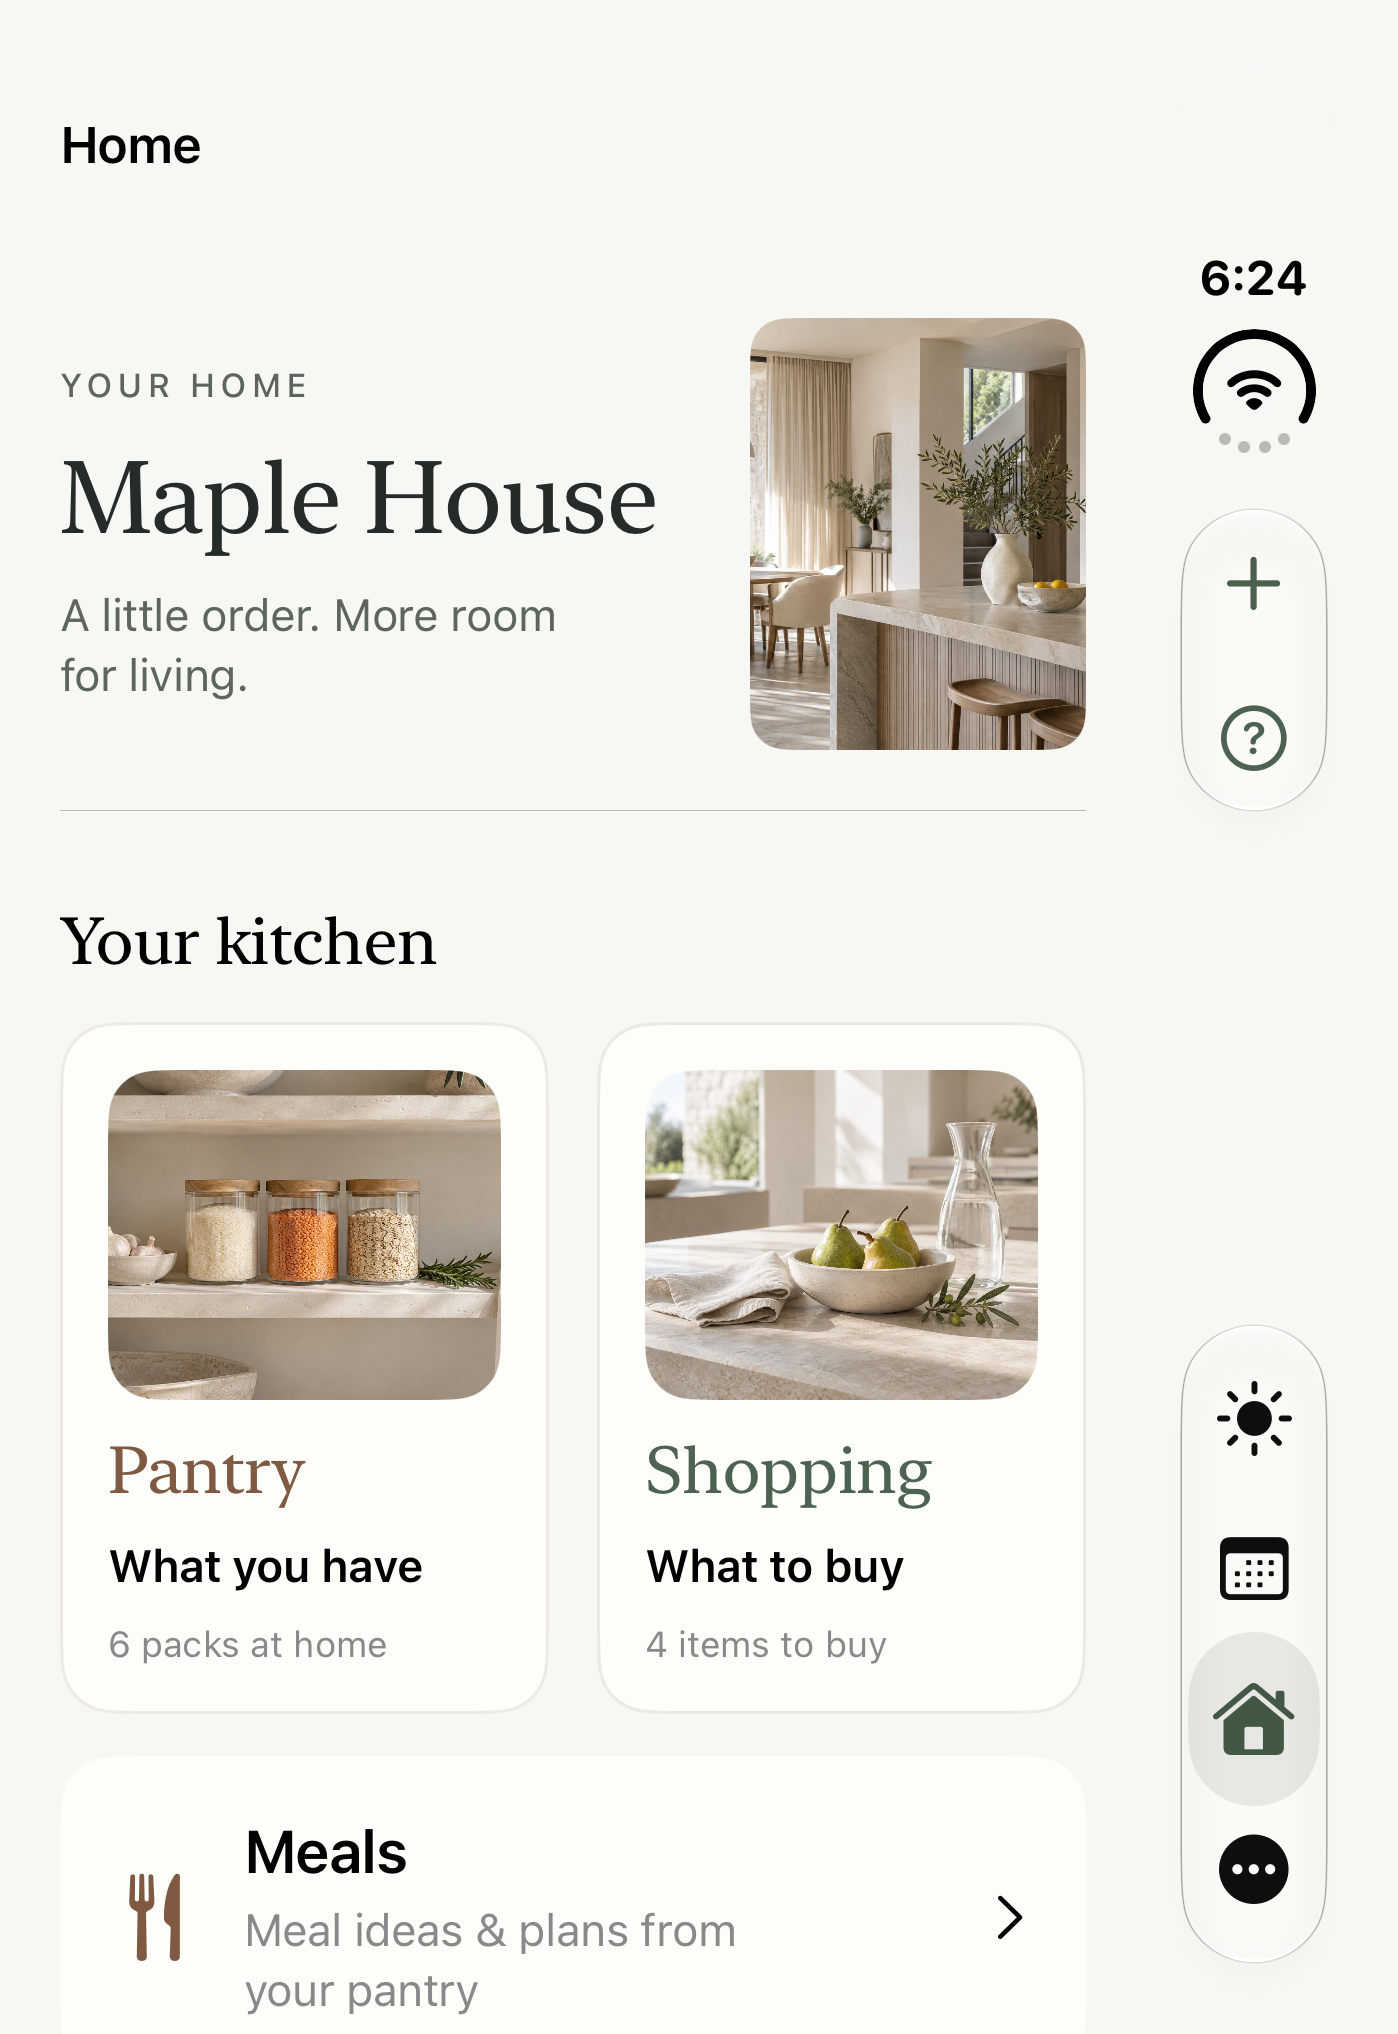 Home
6:24
YOUR HOME
Maple House
A little order. More room
for living.
Your kitchen
Pantry
What you have
6 packs at home
Shopping
What to buy
4 items to buy
Meals
Meal ideas & plans from
your pantry